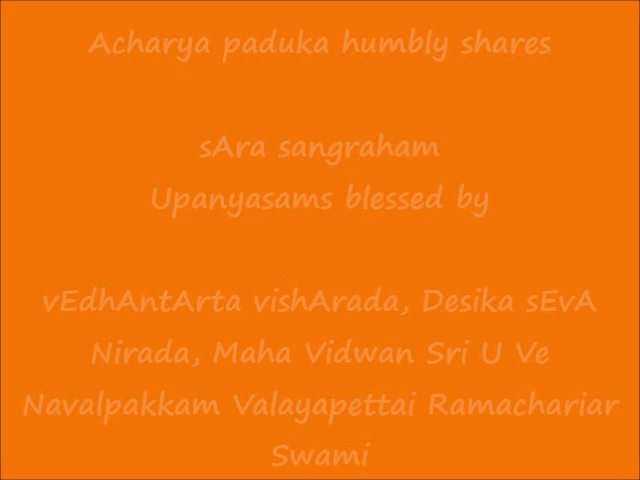 Acharya paduka humbly shares
sAra sangraham
Upanyasams blessed by
vEdhAntArta vishArada, Desika sEvA
Nirada, Maha Vidwan Sri U Ve
Navalpakkam Valayapettai Ramachariar
Swami